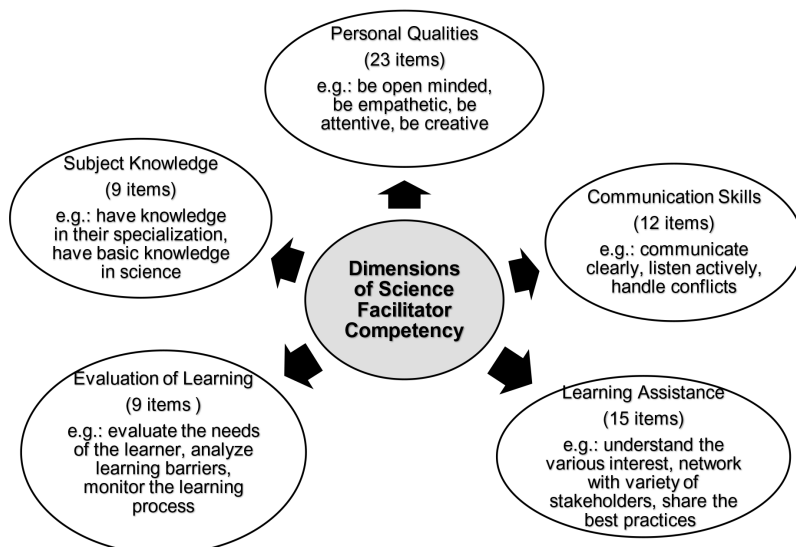 Personal Qualities
(23 items)
e.g.: be open minded,
be empathetic, be
attentive, be creative
Subject Knowledge
(9 items)
e.g.: have knowledge
in their specialization,
have basic knowledge
in science
Communication Skills
(12 items)
e.g.: communicate
clearly, listen actively,
handle conflicts
Dimensions
of Science
Facilitator
Competency
Evaluation of Learning
(9 items )
e.g.: evaluate the needs
of the learner, analyze
learning barriers,
monitor the learning
process
Learning Assistance
(15 items)
e.g.: understand the
various interest, network
with variety of
stakeholders, share the
best practices